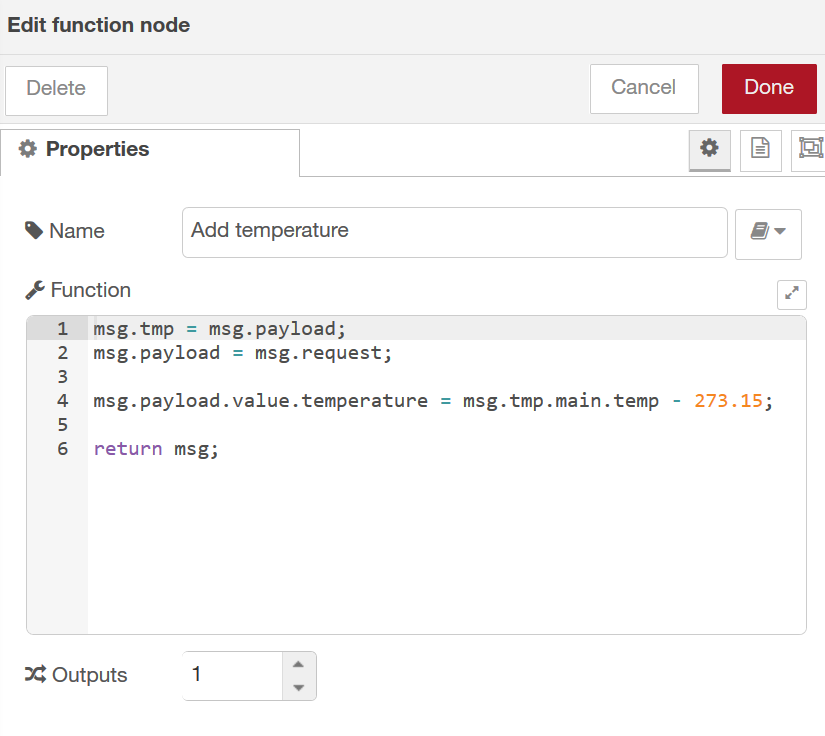 Edit function node
Delete
Cancel
Done
Properties
Name
Add temperature
Function
1 msg.tmp = msg.payload;
2 msg.payload = msg.request;
3
4 msg.payload.value.temperature = msg.tmp.main.temp - 273.15;
5
6 return msg;
Outputs
1